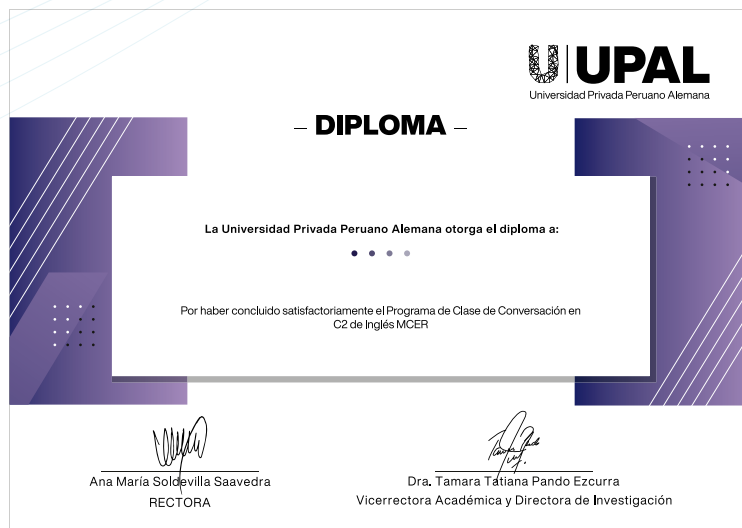 UPAL
Universidad Privada Peruano Alemana
– DIPLOMA –
La Universidad Privada Peruano Alemana otorga el diploma a:
Por haber concluido satisfactoriamente el Programa de Clase de Conversación en
C2 de Inglés MCER
Ana María Soldevilla Saavedra
RECTORA
Dra. Tamara Tatiana Pando Ezcurra
Vicerrectora Académica y Directora de Investigación